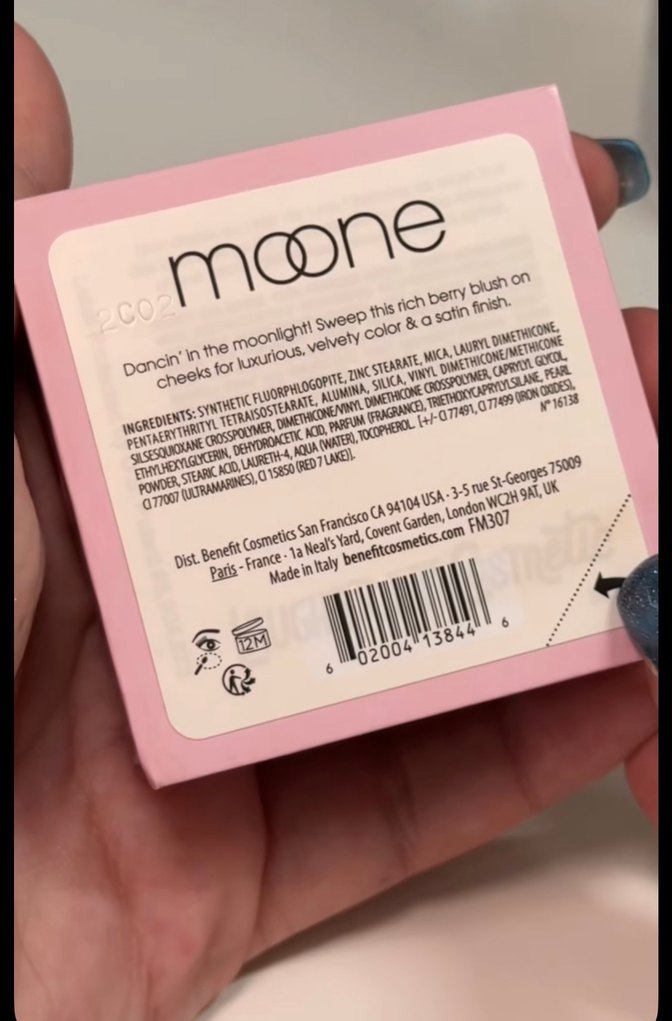 moone
2C02
Dancin' in the moonlight! Sweep this rich berry blush on
cheeks for luxurious, velvety color & a satin finish.
INGREDIENTS: SYNTHETIC FLUORPHLOGOPITE, ZINC STEARATE, MICA, LAURYL DIMETHICONE,
PENTAERYTHRITYL TETRAISOSTEARATE, ALUMINA, SILICA, VINYL DIMETHICONE/METHICONE
SILSESQUIOXANE CROSSPOLYMER, DIMETHICONE/VINYL DIMETHICONE CROSSPOLYMER, CAPRYLYL GLYCOL,
ETHYLHEXYLGLYCERIN, DEHYDROACETIC ACID, PARFUM (FRAGRANCE), TRIETHOXYCAPRYLYLSILANE, PEARL
POWDER, STEARIC ACID, LAURETH-4, AQUA (WATER), TOCOPHEROL. [+/- CI 77491, CI 77499 (IRON OXIDES),
CI 77007 (ULTRAMARINES), CI 15850 (RED 7 LAKE)].
N° 16138
Dist. Benefit Cosmetics San Francisco CA 94104 USA · 3-5 rue St-Georges 75009
Paris - France · 1a Neal's Yard, Covent Garden, London WC2H 9AT, UK
Made in Italy benefitcosmetics.com FM307
12M
6 02004 13844 6